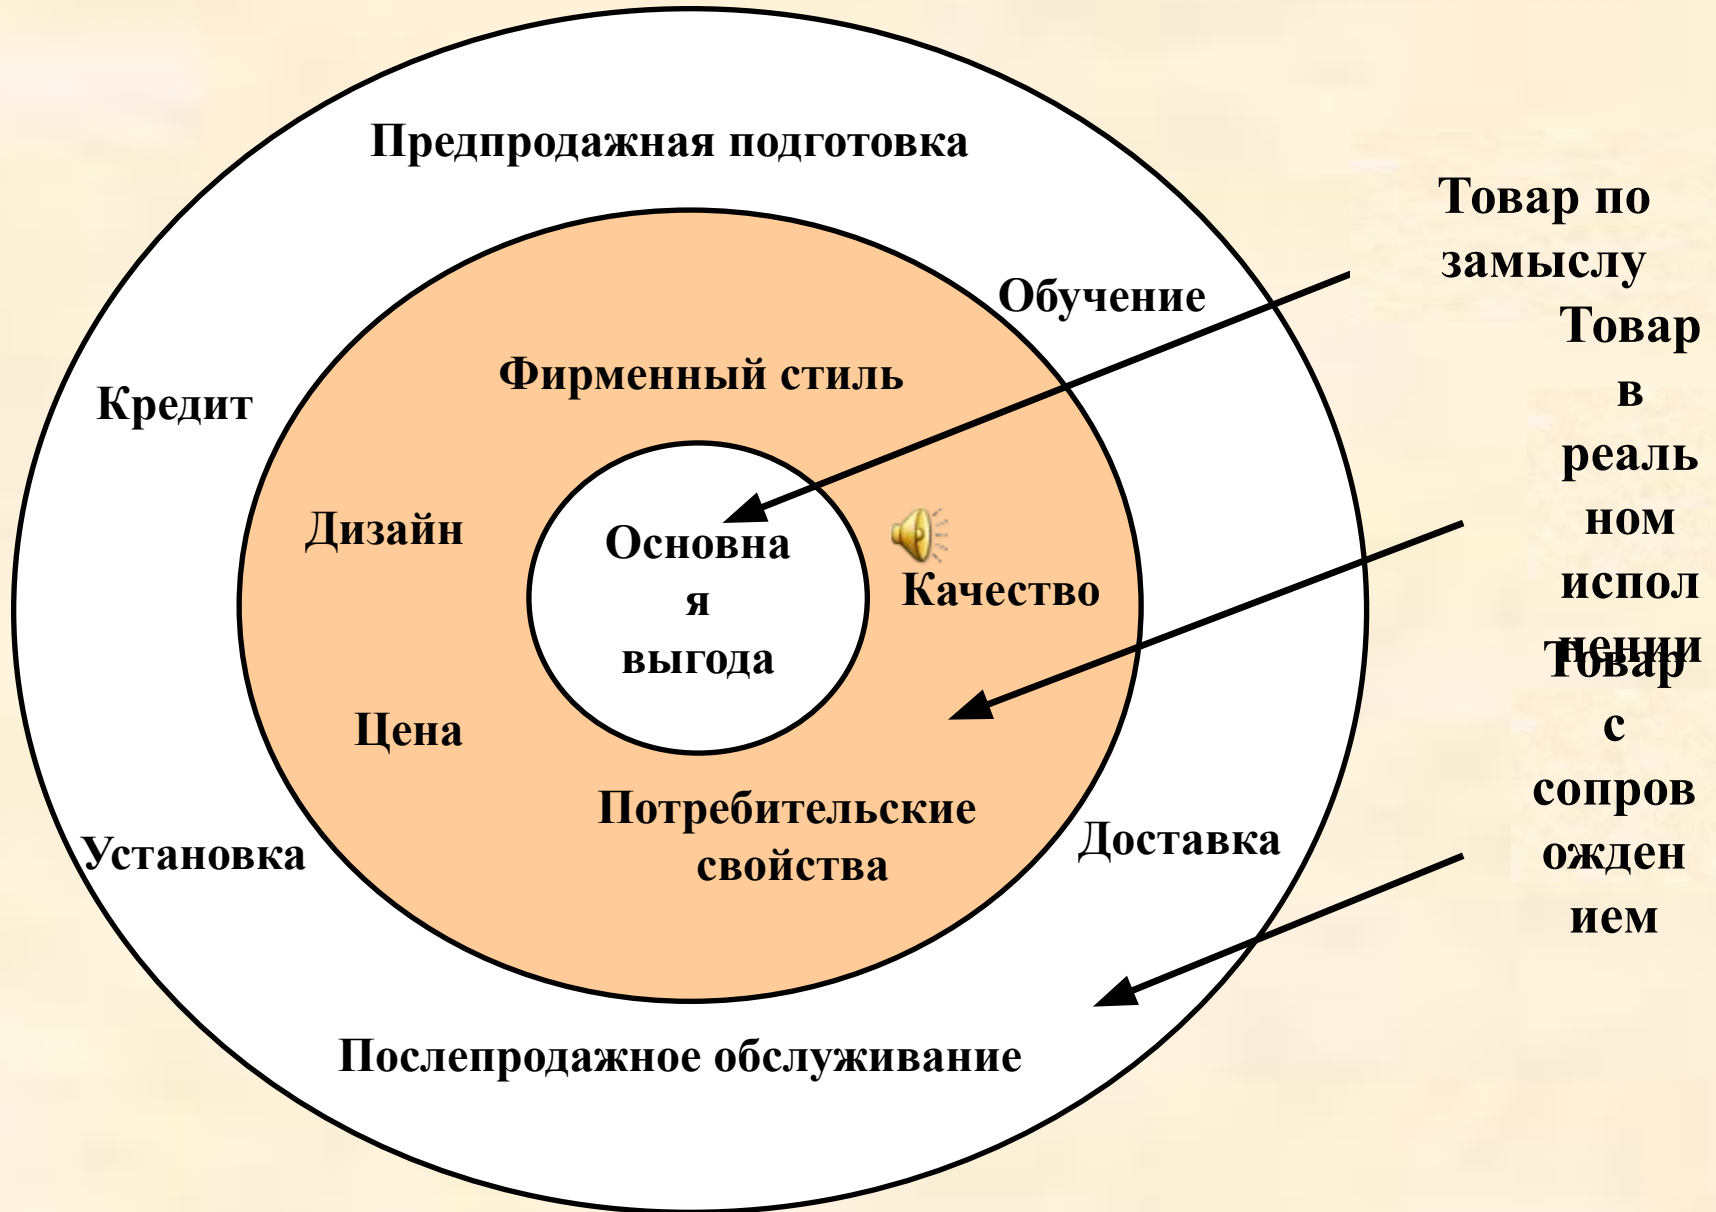 Предпродажная подготовка
Товар по
замыслу
Обучение
Товар
в
реаль
ном
испол
нении
Фирменный стиль
Кредит
Дизайн
Основна
я
выгода
Качество
Цена
Потребительские
свойства
Товар
с
сопров
ожден
ием
Установка
Доставка
Послепродажное обслуживание